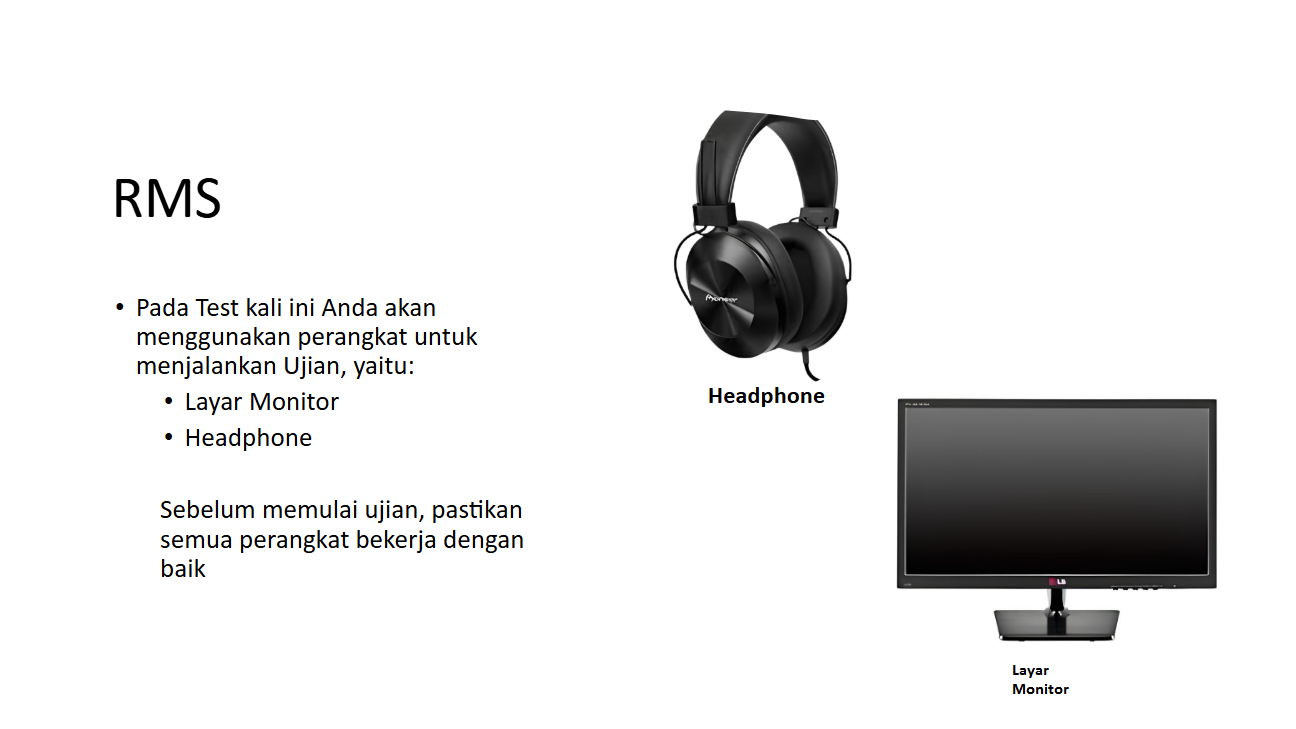 RMS
• Pada Test kali ini Anda akan
menggunakan perangkat untuk
menjalankan Ujian, yaitu:
• Layar Monitor
• Headphone
Sebelum memulai ujian, pastikan
semua perangkat bekerja dengan
baik
Pioneer
Headphone
LG
Layar
Monitor